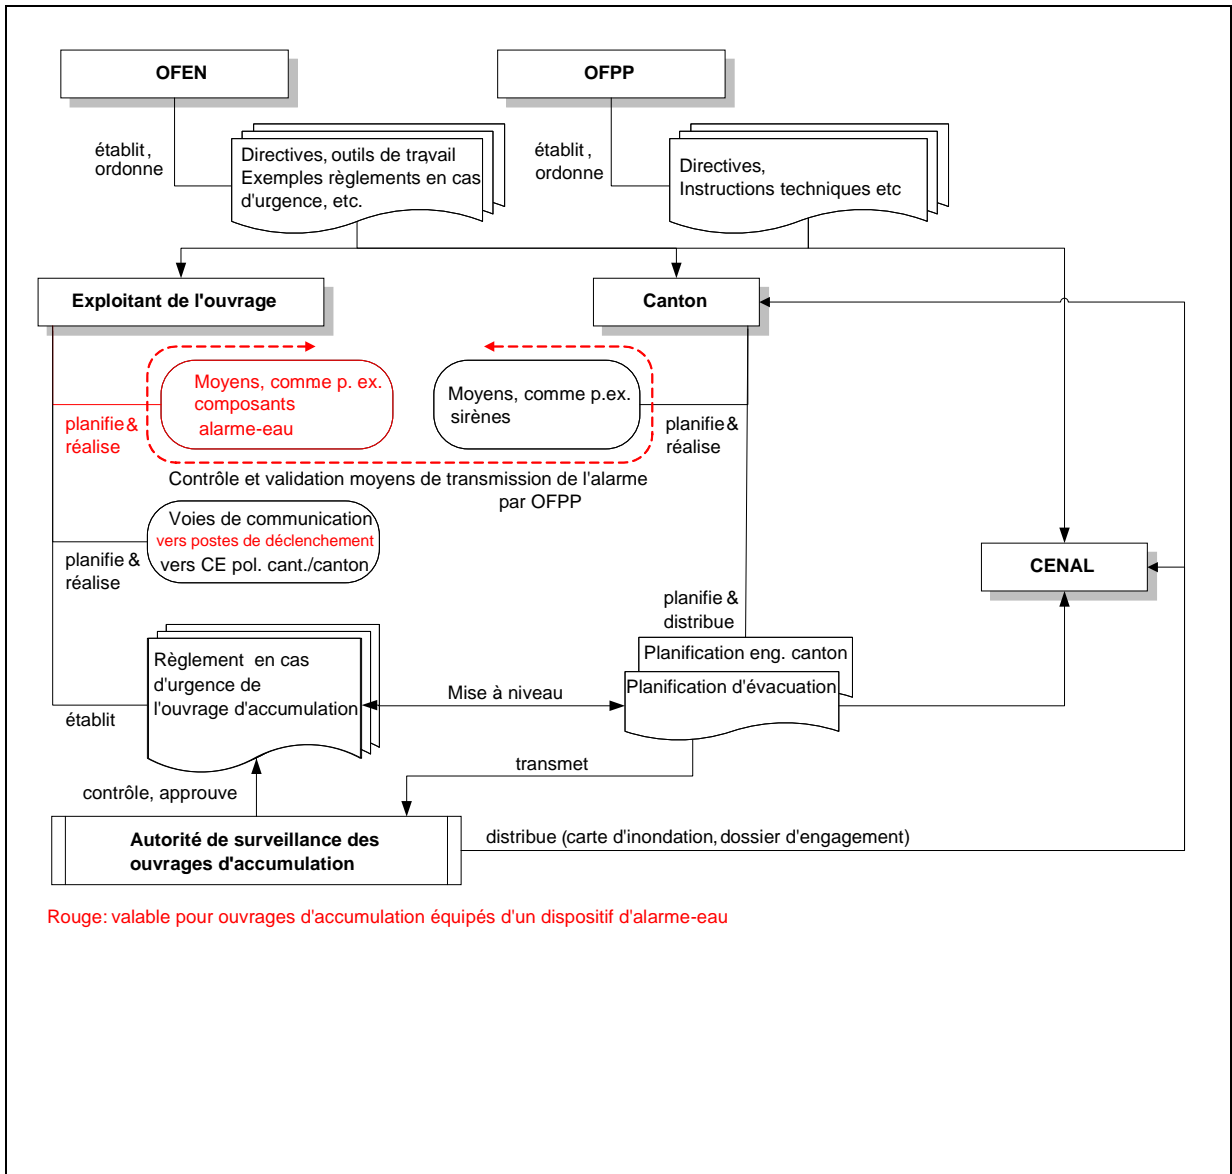 OFEN
OFPP
établit,
ordonne
Directives, outils de travail
Exemples règlements en cas
d'urgence, etc.
établit,
ordonne
Directives,
Instructions techniques etc
Exploitant de l'ouvrage
Canton
Moyens, comme p. ex.
composants
alarme-eau
planifie &
réalise
Moyens, comme p.ex.
sirènes
planifie &
réalise
Contrôle et validation moyens de transmission de l'alarme
par OFPP
Voies de communication
vers postes de déclenchement
vers CE pol. cant./canton
planifie &
réalise
CENAL
planifie &
distribue
Planification eng. canton
Planification d'évacuation
Règlement en cas
d'urgence de
l'ouvrage d'accumulation
Mise à niveau
établit
transmet
contrôle, approuve
Autorité de surveillance des
ouvrages d'accumulation
distribue (carte d'inondation, dossier d'engagement)
Rouge: valable pour ouvrages d'accumulation équipés d'un dispositif d'alarme-eau